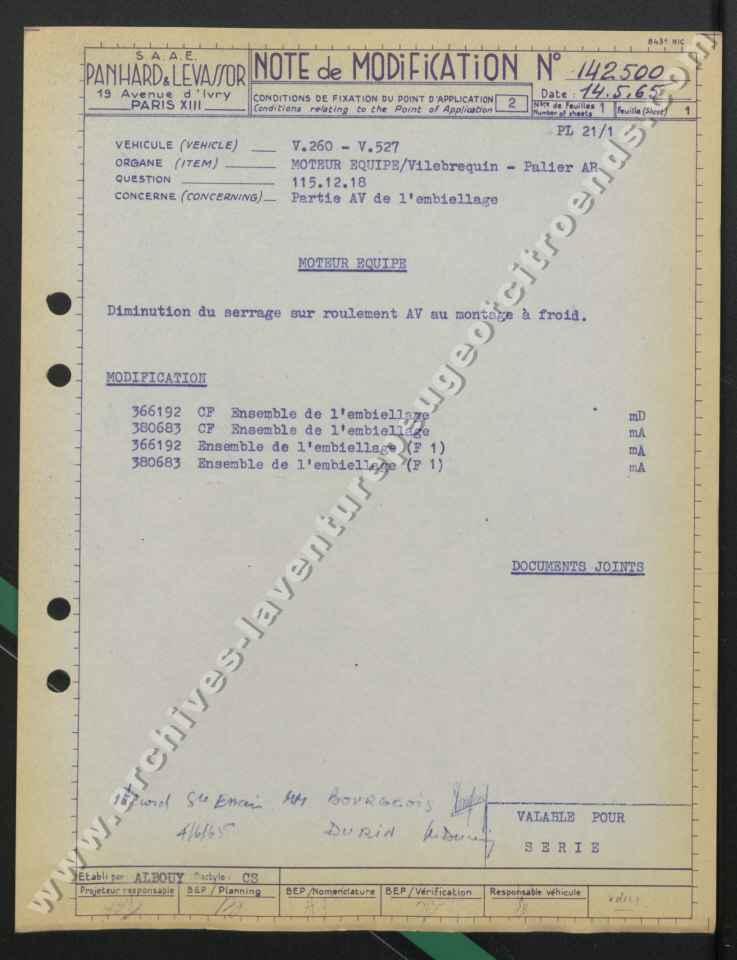 8431-NIC
S.A.A.E.
PANHARD & LEVASSOR
19 Avenue d'Ivry
PARIS XIII
NOTE de MODIFICATION N° 142500
CONDITIONS DE FIXATION DU POINT D'APPLICATION
Conditions relating to the Point of Application
2
Date : 14.5.65
Nbre de feuilles 1
Number of sheets
Feuille (Sheet) 1
PL 21/1
VÉHICULE (VEHICLE) V.260 - V.527
ORGANE (ITEM) MOTEUR EQUIPE/Vilebrequin - Palier AR
QUESTION 115.12.18
CONCERNE (CONCERNING) Partie AV de l'embiellage
MOTEUR EQUIPE
Diminution du serrage sur roulement AV au montage à froid.
MODIFICATION
366192 CF Ensemble de l'embiellage mD
380683 CF Ensemble de l'embiellage mA
366192 Ensemble de l'embiellage (F 1) mA
380683 Ensemble de l'embiellage (F 1) mA
DOCUMENTS JOINTS
MM BOURGEOIS
4/6/65 DURIN
VALABLE POUR
SERIE
Etabli par: ALBOUY Dactylo: CS
Projeteur responsable
BEP / Planning
BEP / Nomenclature
BEP / Vérification
Responsable véhicule
www.archives-laventurepeugeotcitroends.com